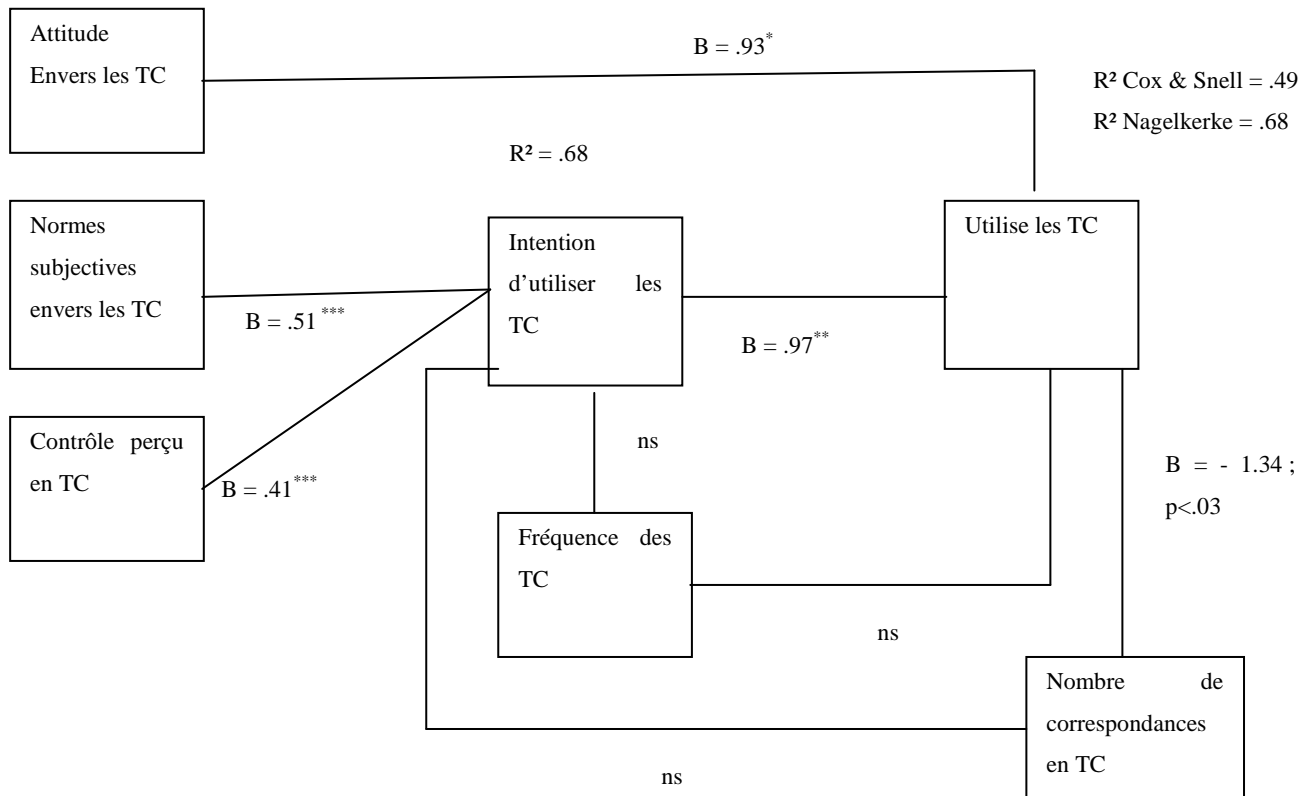 Attitude
Envers les TC
B = .93*
R² Cox & Snell = .49
R² Nagelkerke = .68
R² = .68
Normes
subjectives
envers les TC
B = .51 ***
Intention
d’utiliser les
TC
B = .97**
Utilise les TC
Contrôle perçu
en TC
B = .41***
ns
B = - 1.34 ;
p<.03
Fréquence des
TC
ns
Nombre de
correspondances
en TC
ns